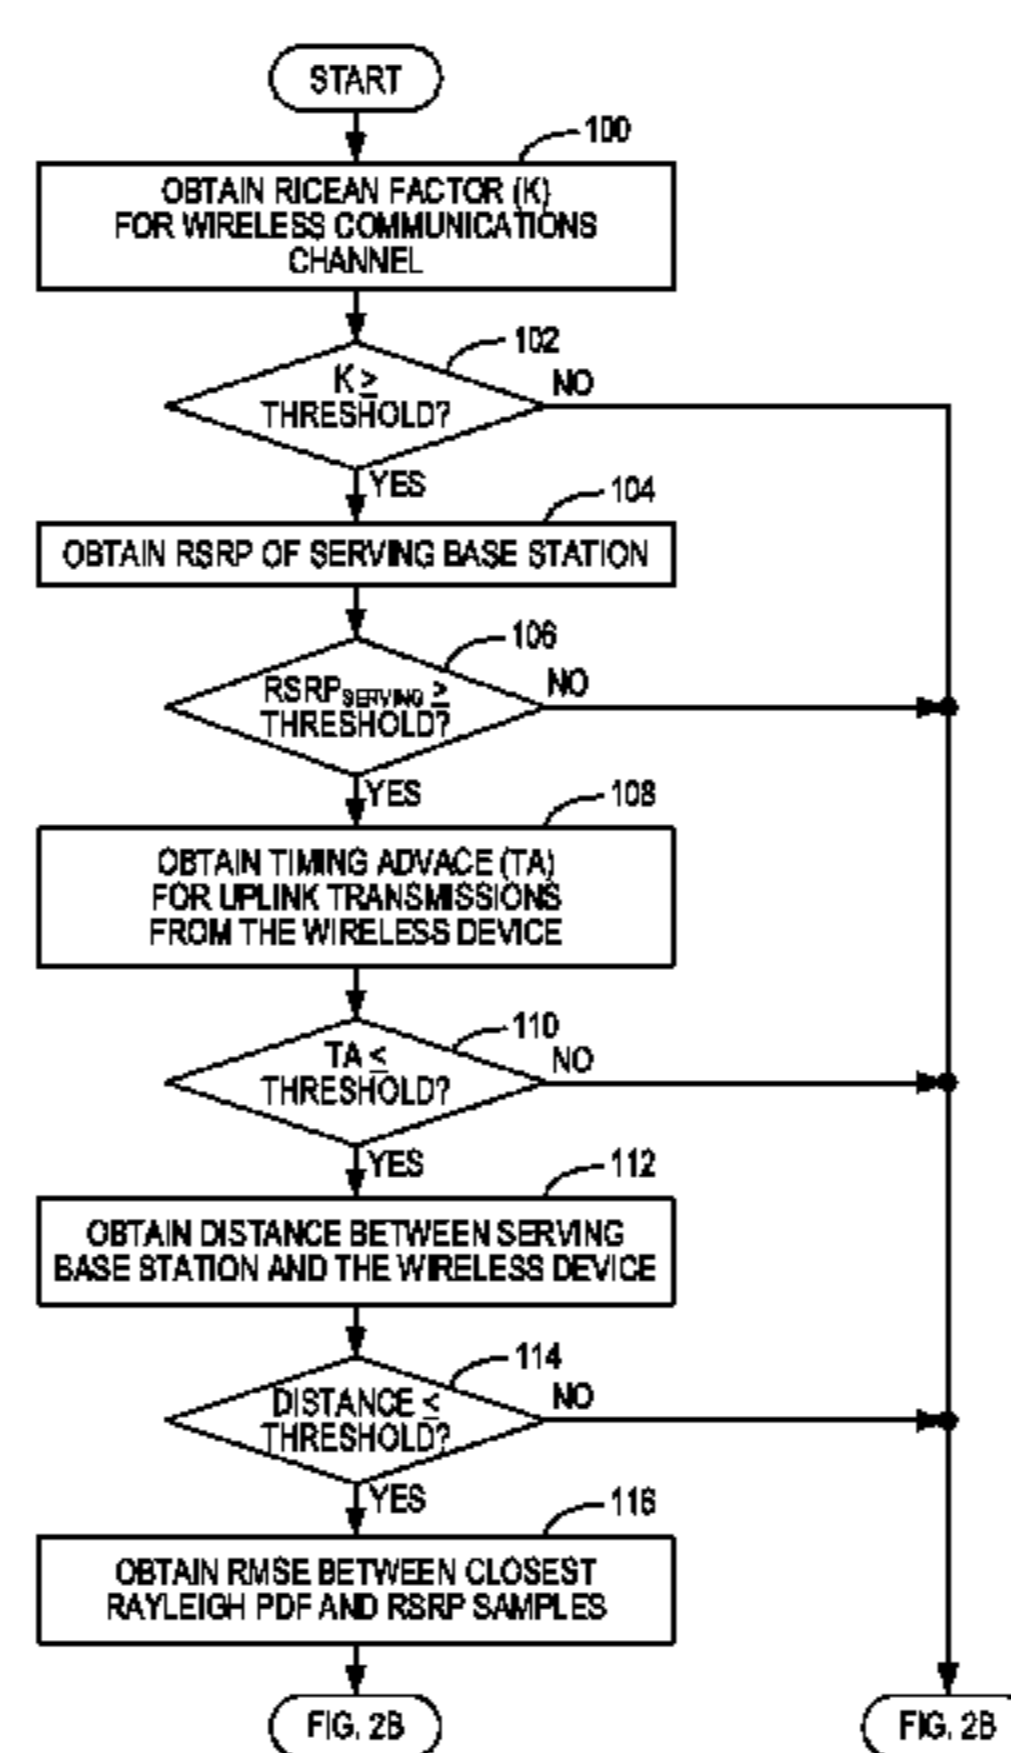 START
100
OBTAIN RICEAN FACTOR (K)
FOR WIRELESS COMMUNICATIONS
CHANNEL
102
K ≥
THRESHOLD?
NO
YES
104
OBTAIN RSRP OF SERVING BASE STATION
106
RSRPSERVING ≥
THRESHOLD?
NO
YES
108
OBTAIN TIMING ADVACE (TA)
FOR UPLINK TRANSMISSIONS
FROM THE WIRELESS DEVICE
110
TA ≤
THRESHOLD?
NO
YES
112
OBTAIN DISTANCE BETWEEN SERVING
BASE STATION AND THE WIRELESS DEVICE
114
DISTANCE ≤
THRESHOLD?
NO
YES
116
OBTAIN RMSE BETWEEN CLOSEST
RAYLEIGH PDF AND RSRP SAMPLES
FIG. 2B
FIG. 2B